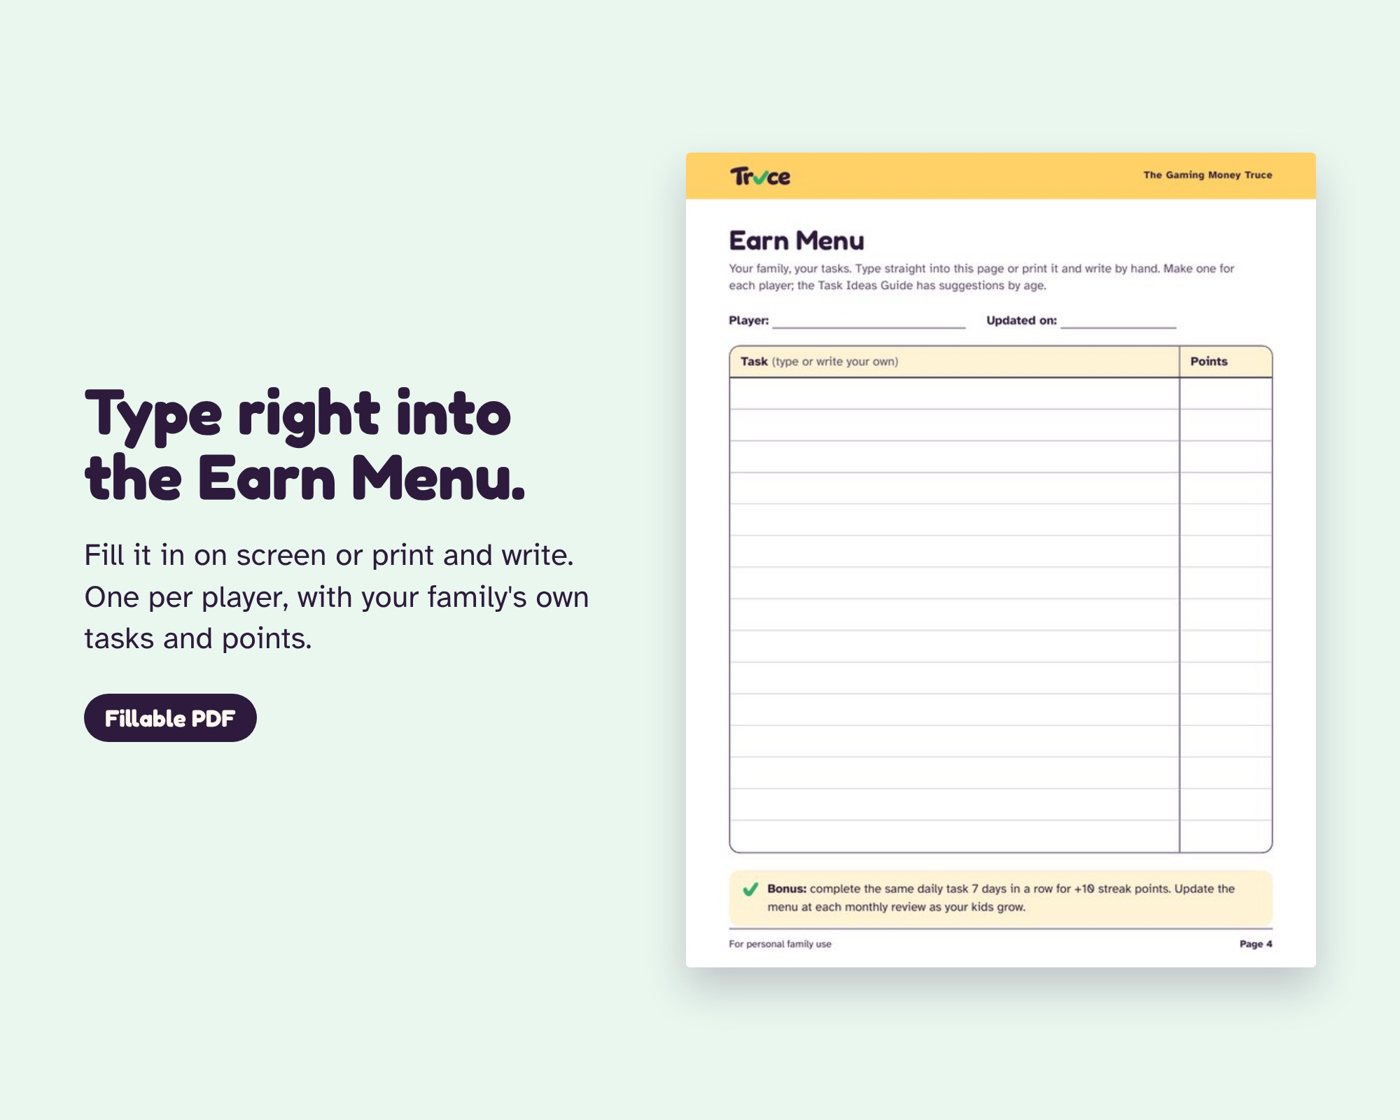 Type right into
the Earn Menu.
Fill it in on screen or print and write.
One per player, with your family's own
tasks and points.
Fillable PDF
Truce
The Gaming Money Truce
Earn Menu
Your family, your tasks. Type straight into this page or print it and write by hand. Make one for
each player; the Task Ideas Guide has suggestions by age.
Player: Updated on:
Task (type or write your own) Points
Bonus: complete the same daily task 7 days in a row for +10 streak points. Update the
menu at each monthly review as your kids grow.
For personal family use Page 4